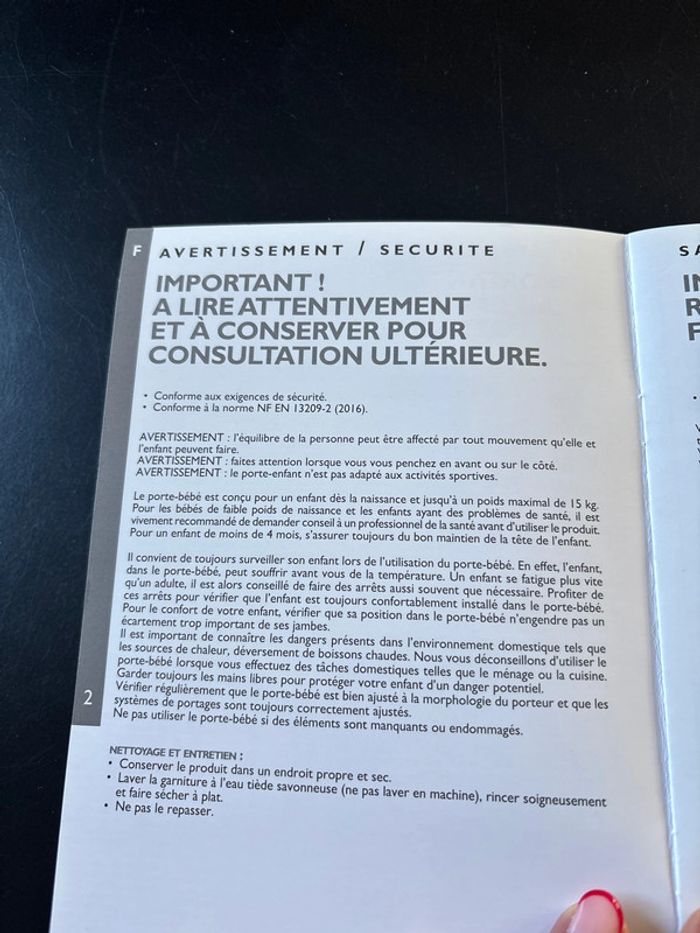 F AVERTISSEMENT / SECURITE
IMPORTANT !
A LIRE ATTENTIVEMENT
ET À CONSERVER POUR
CONSULTATION ULTÉRIEURE.
• Conforme aux exigences de sécurité.
• Conforme à la norme NF EN 13209-2 (2016).
AVERTISSEMENT : l'équilibre de la personne peut être affecté par tout mouvement qu'elle et
l'enfant peuvent faire.
AVERTISSEMENT : faites attention lorsque vous vous penchez en avant ou sur le côté.
AVERTISSEMENT : le porte-enfant n'est pas adapté aux activités sportives.
Le porte-bébé est conçu pour un enfant dès la naissance et jusqu'à un poids maximal de 15 kg.
Pour les bébés de faible poids de naissance et les enfants ayant des problèmes de santé, il est
vivement recommandé de demander conseil à un professionnel de la santé avant d'utiliser le produit.
Pour un enfant de moins de 4 mois, s'assurer toujours du bon maintien de la tête de l'enfant.
Il convient de toujours surveiller son enfant lors de l'utilisation du porte-bébé. En effet, l'enfant,
dans le porte-bébé, peut souffrir avant vous de la température. Un enfant se fatigue plus vite
qu'un adulte, il est alors conseillé de faire des arrêts aussi souvent que nécessaire. Profiter de
ces arrêts pour vérifier que l'enfant est toujours confortablement installé dans le porte-bébé.
Pour le confort de votre enfant, vérifier que sa position dans le porte-bébé n'engendre pas un
écartement trop important de ses jambes.
Il est important de connaître les dangers présents dans l'environnement domestique tels que
les sources de chaleur, déversement de boissons chaudes. Nous vous déconseillons d'utiliser le
porte-bébé lorsque vous effectuez des tâches domestiques telles que le ménage ou la cuisine.
Garder toujours les mains libres pour protéger votre enfant d'un danger potentiel.
Vérifier régulièrement que le porte-bébé est bien ajusté à la morphologie du porteur et que les
systèmes de portages sont toujours correctement ajustés.
Ne pas utiliser le porte-bébé si des éléments sont manquants ou endommagés.
2
NETTOYAGE ET ENTRETIEN :
• Conserver le produit dans un endroit propre et sec.
• Laver la garniture à l'eau tiède savonneuse (ne pas laver en machine), rincer soigneusement
et faire sécher à plat.
• Ne pas le repasser.